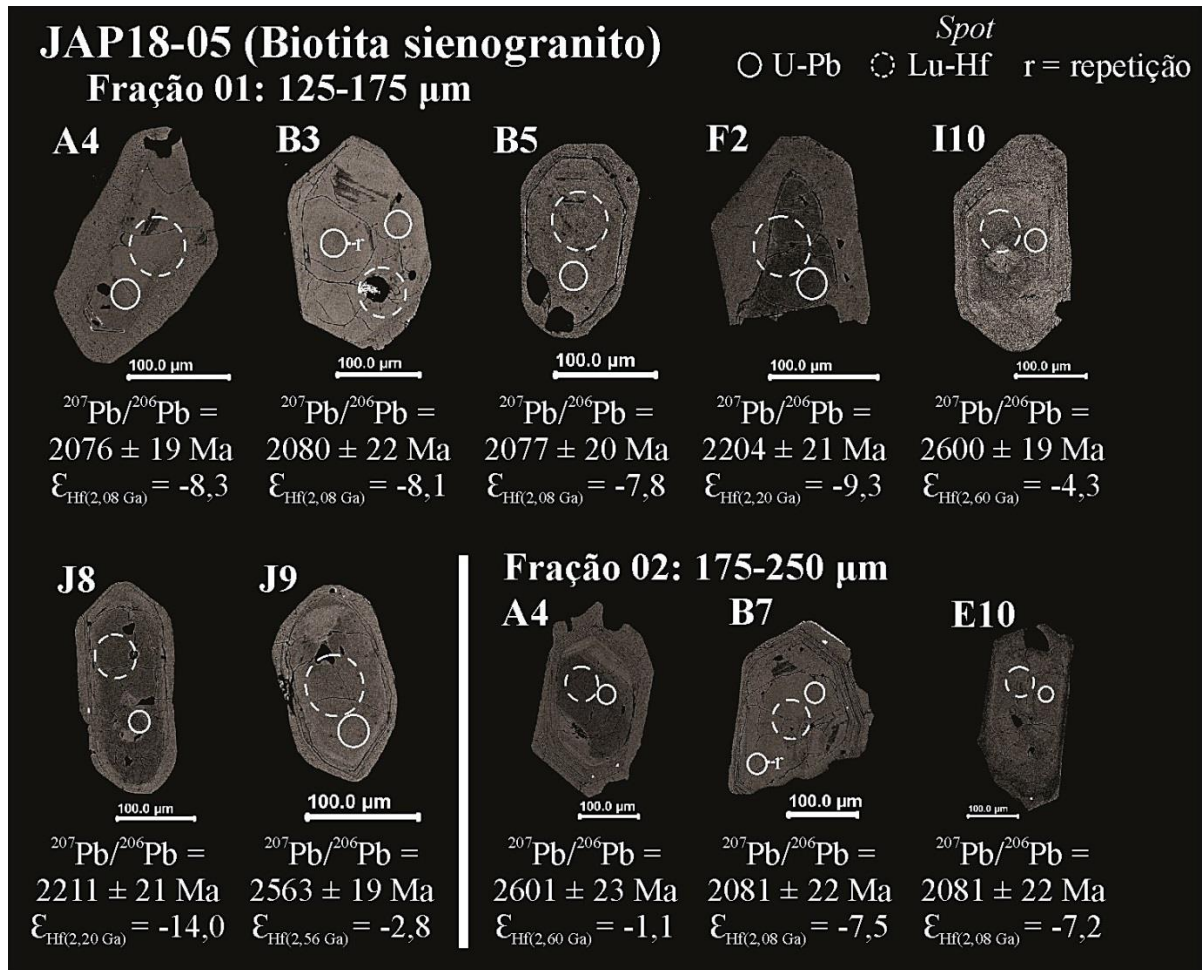 JAP18-05 (Biotita sienogranito)
Spot
U-Pb Lu-Hf r = repetição
Fração 01: 125-175 µm
A4 B3 B5 F2 I10
r
100.0 µm 100.0 µm 100.0 µm 100.0 µm 100.0 µm
²⁰⁷Pb/²⁰⁶Pb = ²⁰⁷Pb/²⁰⁶Pb = ²⁰⁷Pb/²⁰⁶Pb = ²⁰⁷Pb/²⁰⁶Pb = ²⁰⁷Pb/²⁰⁶Pb =
2076 ± 19 Ma 2080 ± 22 Ma 2077 ± 20 Ma 2204 ± 21 Ma 2600 ± 19 Ma
ƐHf(2,08 Ga) = -8,3 ƐHf(2,08 Ga) = -8,1 ƐHf(2,08 Ga) = -7,8 ƐHf(2,20 Ga) = -9,3 ƐHf(2,60 Ga) = -4,3
J8 J9
100.0 µm 100.0 µm
²⁰⁷Pb/²⁰⁶Pb = ²⁰⁷Pb/²⁰⁶Pb =
2211 ± 21 Ma 2563 ± 19 Ma
ƐHf(2,20 Ga) = -14,0 ƐHf(2,56 Ga) = -2,8
Fração 02: 175-250 µm
A4 B7 E10
r
100.0 µm 100.0 µm 100.0 µm
²⁰⁷Pb/²⁰⁶Pb = ²⁰⁷Pb/²⁰⁶Pb = ²⁰⁷Pb/²⁰⁶Pb =
2601 ± 23 Ma 2081 ± 22 Ma 2081 ± 22 Ma
ƐHf(2,60 Ga) = -1,1 ƐHf(2,08 Ga) = -7,5 ƐHf(2,08 Ga) = -7,2